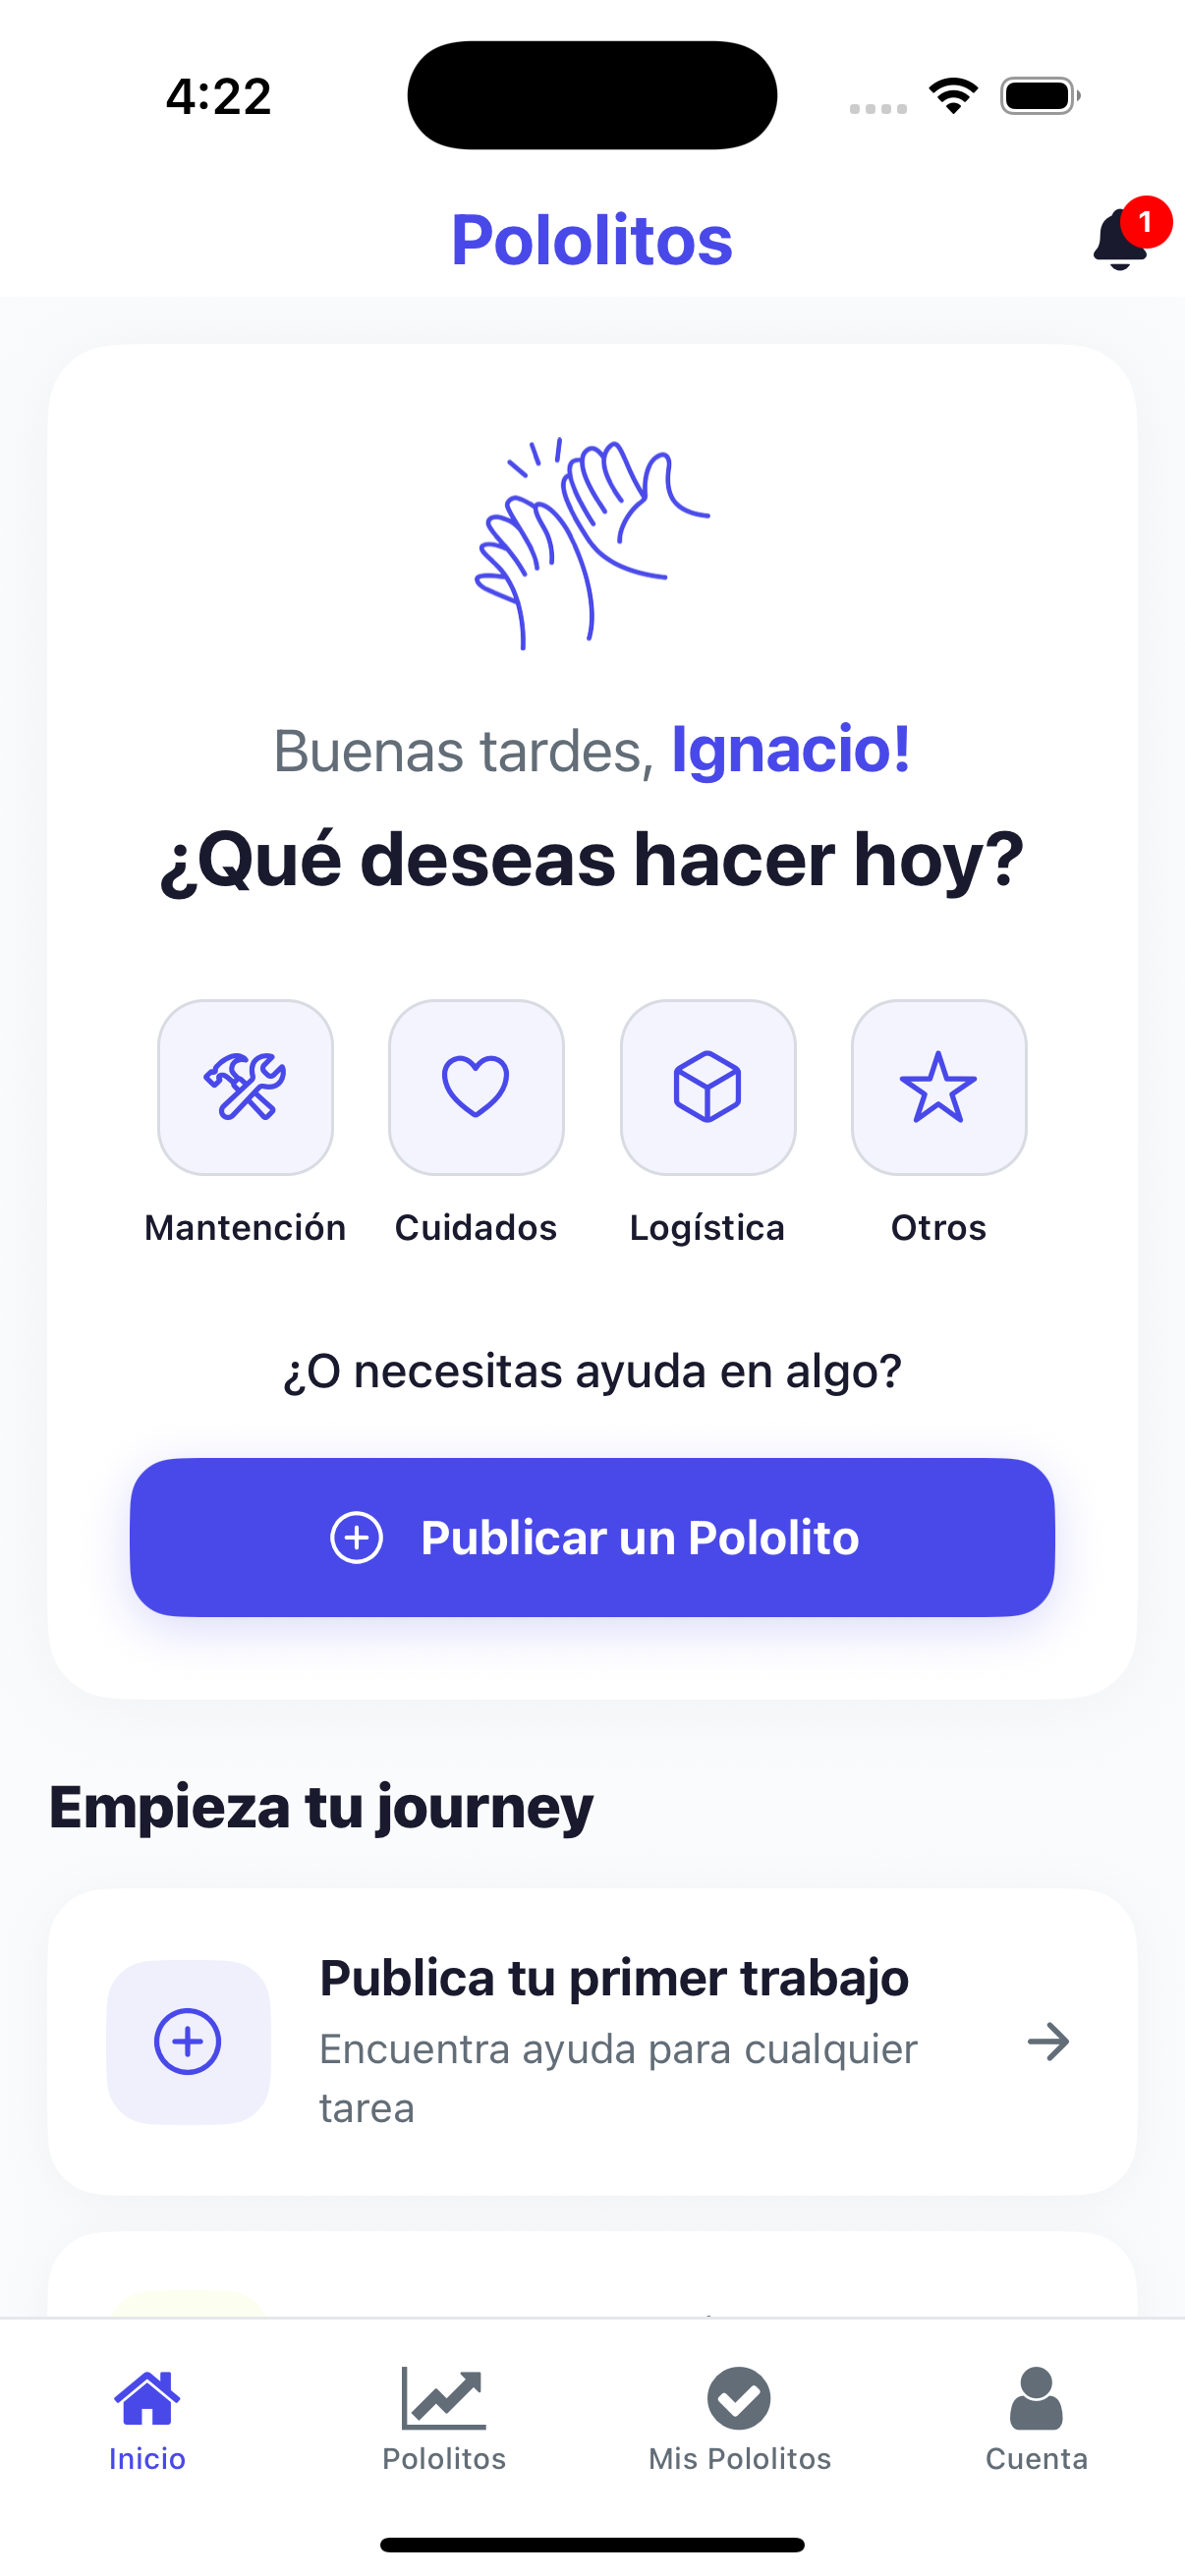 4:22
Pololitos
1
Buenas tardes, Ignacio!
¿Qué deseas hacer hoy?
Mantención Cuidados Logística Otros
¿O necesitas ayuda en algo?
Publicar un Pololito
Empieza tu journey
Publica tu primer trabajo
Encuentra ayuda para cualquier
tarea
Inicio Pololitos Mis Pololitos Cuenta